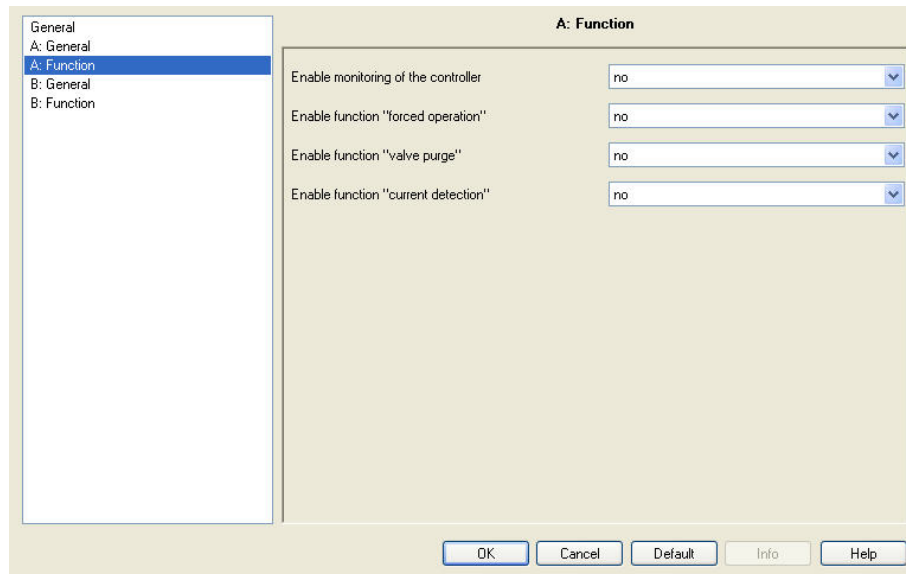 General
A: General
A: Function
B: General
B: Function
A: Function
Enable monitoring of the controller no
Enable function "forced operation" no
Enable function "valve purge" no
Enable function "current detection" no
OK Cancel Default Info Help